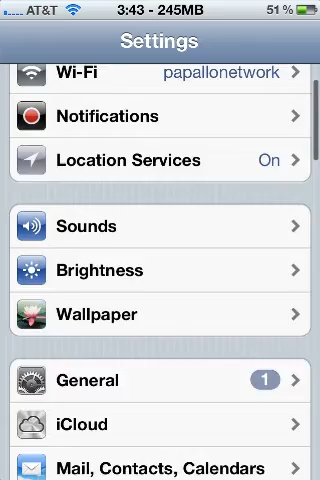 AT&T 3:43 - 245MB 51%
Settings
Wi-Fi papallonetwork
Notifications
Location Services On
Sounds
Brightness
Wallpaper
General 1
iCloud
Mail, Contacts, Calendars